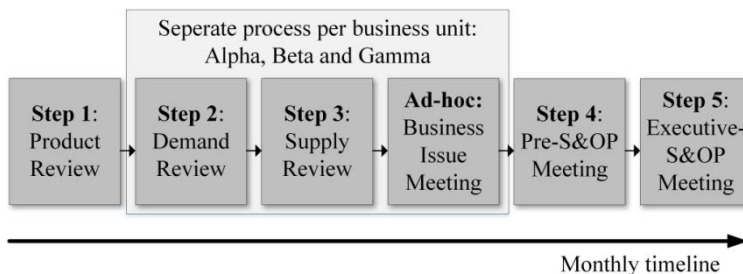 Seperate process per business unit:
Alpha, Beta and Gamma
Step 1:
Product
Review
Step 2:
Demand
Review
Step 3:
Supply
Review
Ad-hoc:
Business
Issue
Meeting
Step 4:
Pre-S&OP
Meeting
Step 5:
Executive-
S&OP
Meeting
Monthly timeline